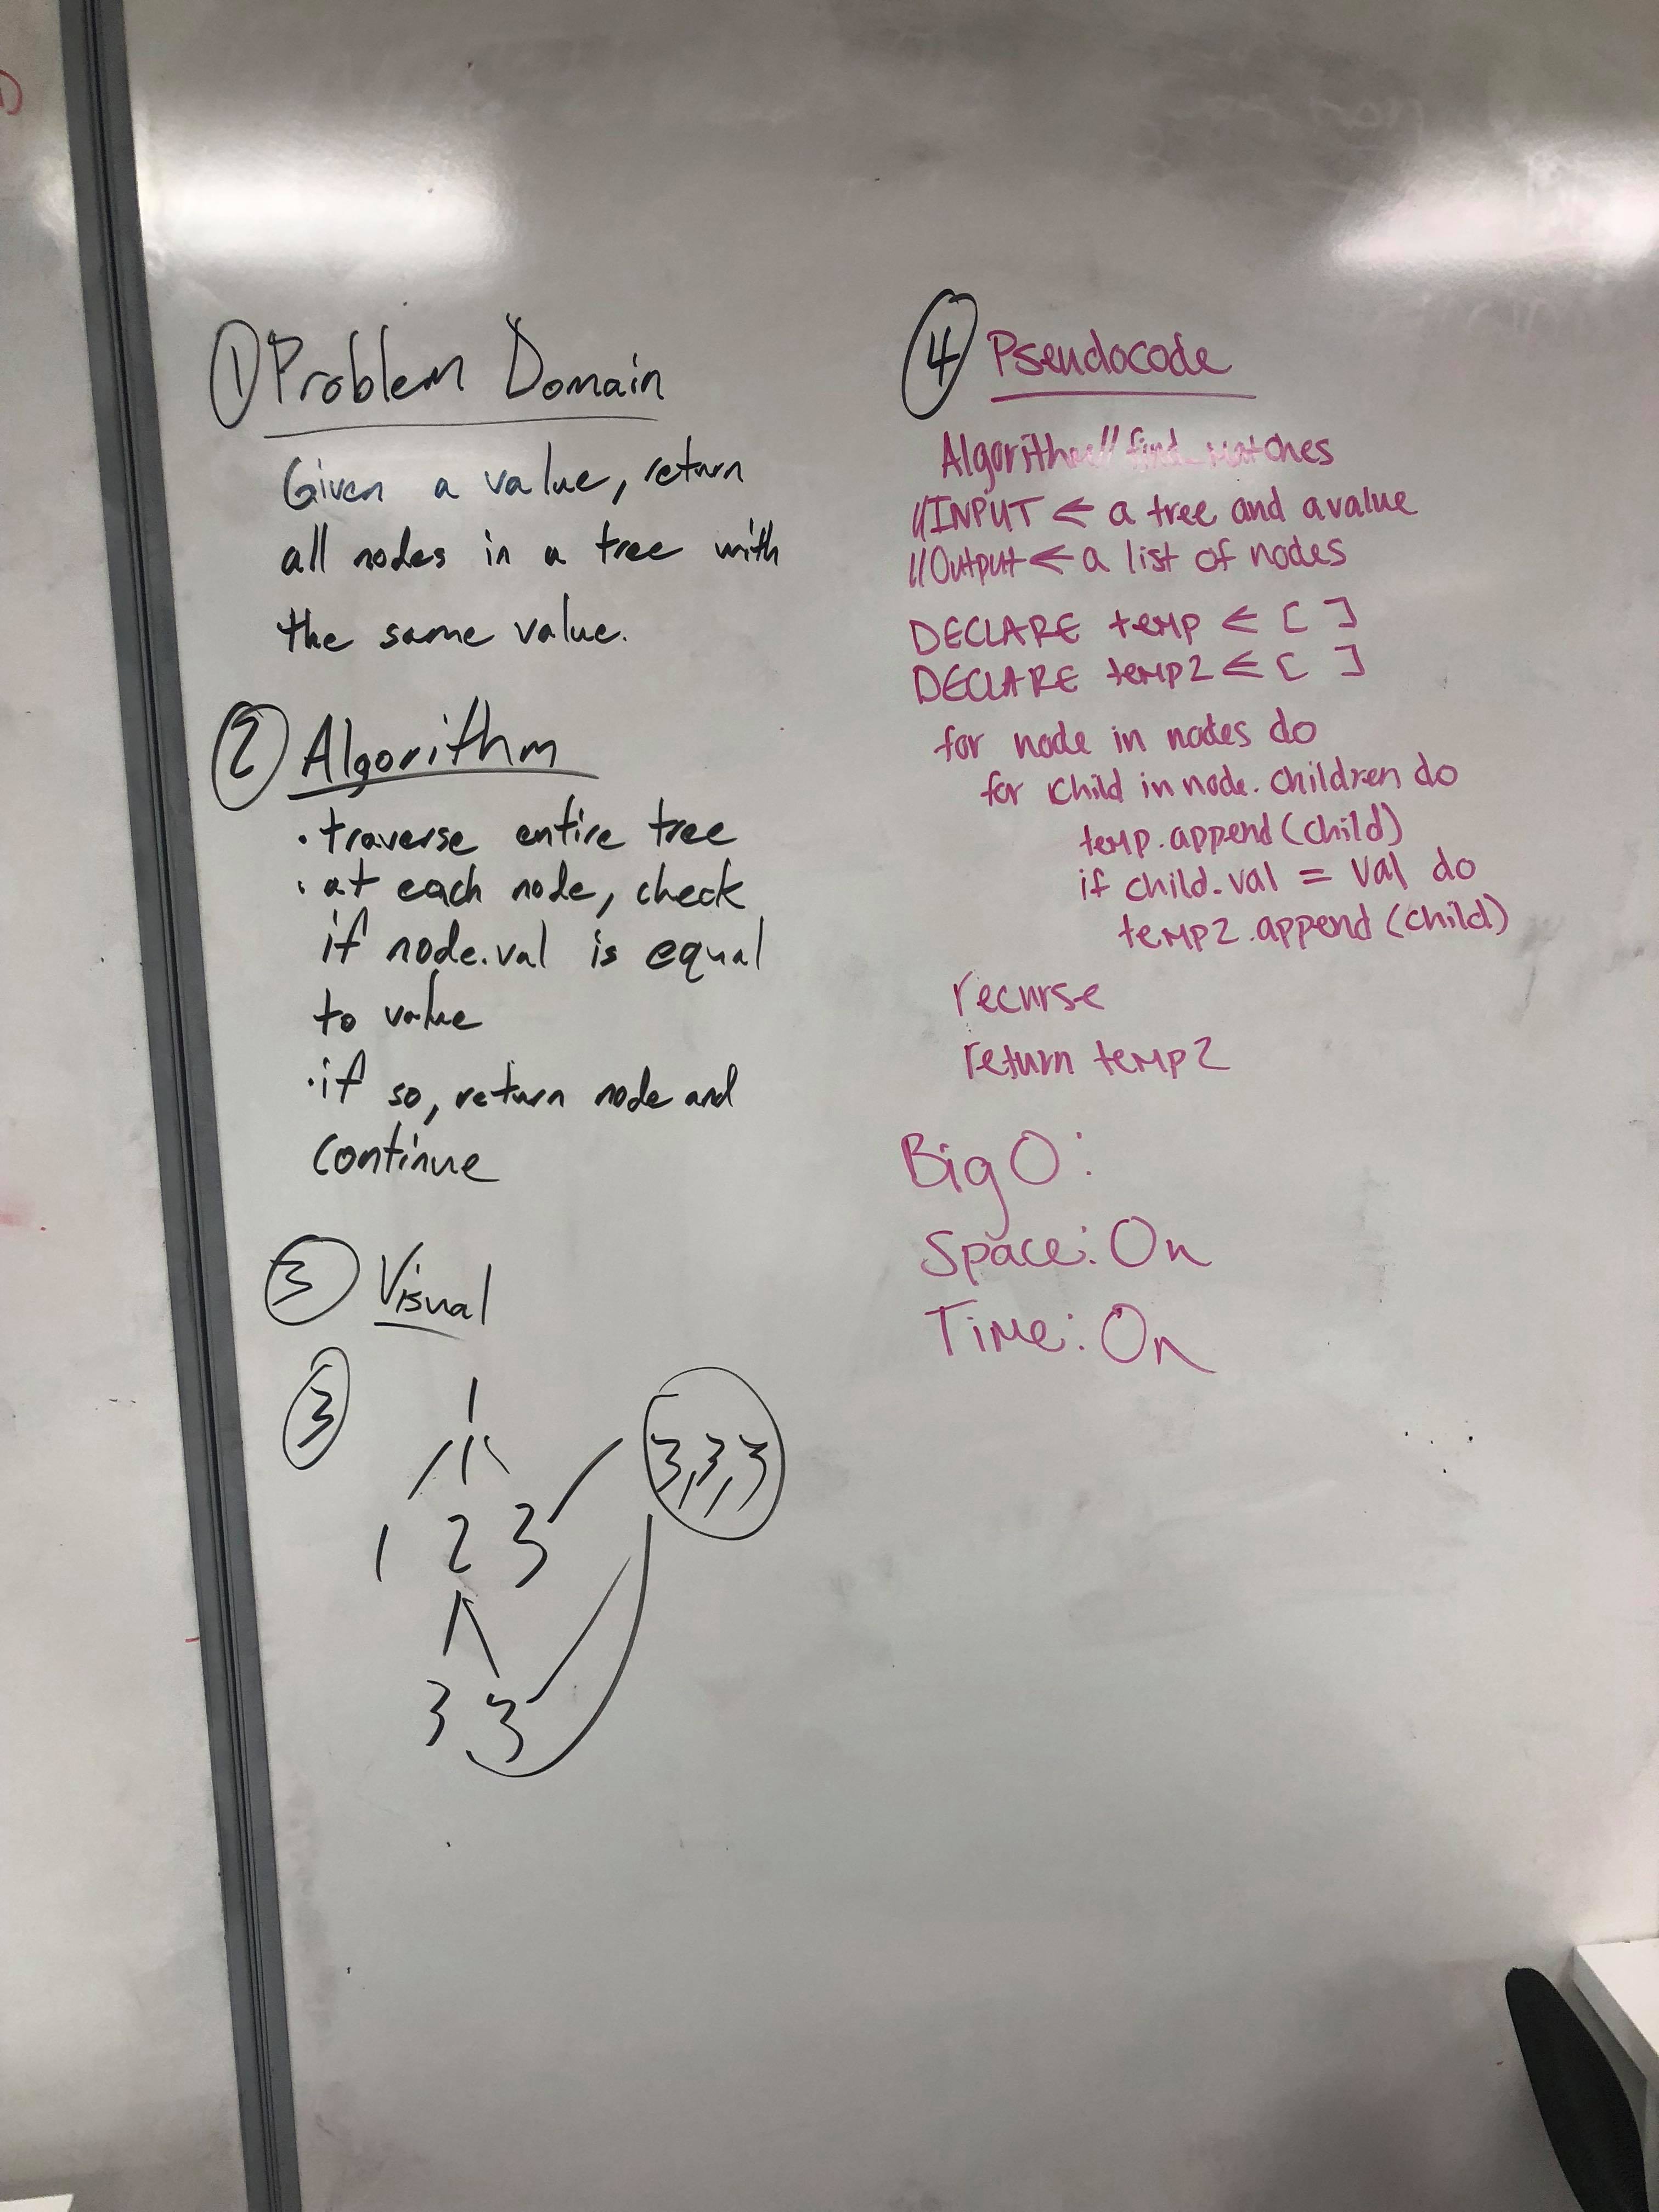 ① Problem Domain
Given a value, return
all nodes in a tree with
the same value.
② Algorithm
• traverse entire tree
• at each node, check
if node.val is equal
to value
• if so, return node and
continue
③ Visual
③
1
1 2 3
3,3,3
3 3
④ Pseudocode
Algorithm // find_matches
//INPUT ← a tree and a value
//Output ← a list of nodes
DECLARE temp ← [ ]
DECLARE temp2 ← [ ]
for node in nodes do
for child in node.children do
temp.append(child)
if child.val = val do
temp2.append(child)
recurse
return temp2
Big O:
Space: On
Time: On